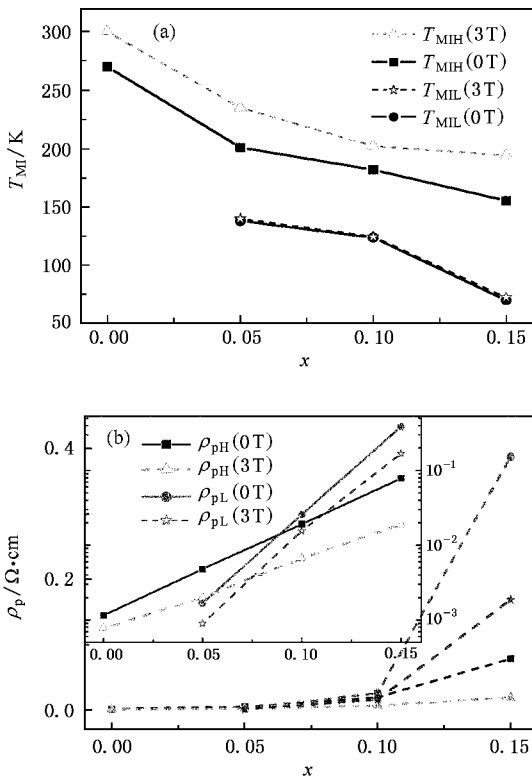 (a)
T_MIH(3T)
T_MIH(0T)
T_MIL(3T)
T_MIL(0T)
T_MI/ K
300
250
200
150
100
50
0. 00 0. 05 0. 10 0. 15
x
(b)
ρ_pH(0T)
ρ_pH(3T)
ρ_pL(0T)
ρ_pL(3T)
ρ_p/ Ω·cm
0. 4
0. 2
0. 0
10⁻¹
10⁻²
10⁻³
0. 00 0. 05 0. 10 0. 15
0. 00 0. 05 0. 10 0. 15
x